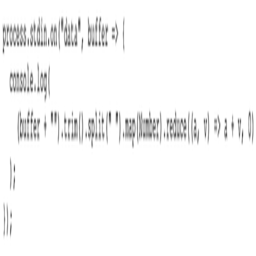 process.stdin.on("data", buffer => {
console.log(
(buffer + "").trim().split(" ").map(Number).reduce((a, v) => a + v, 0)
);
});